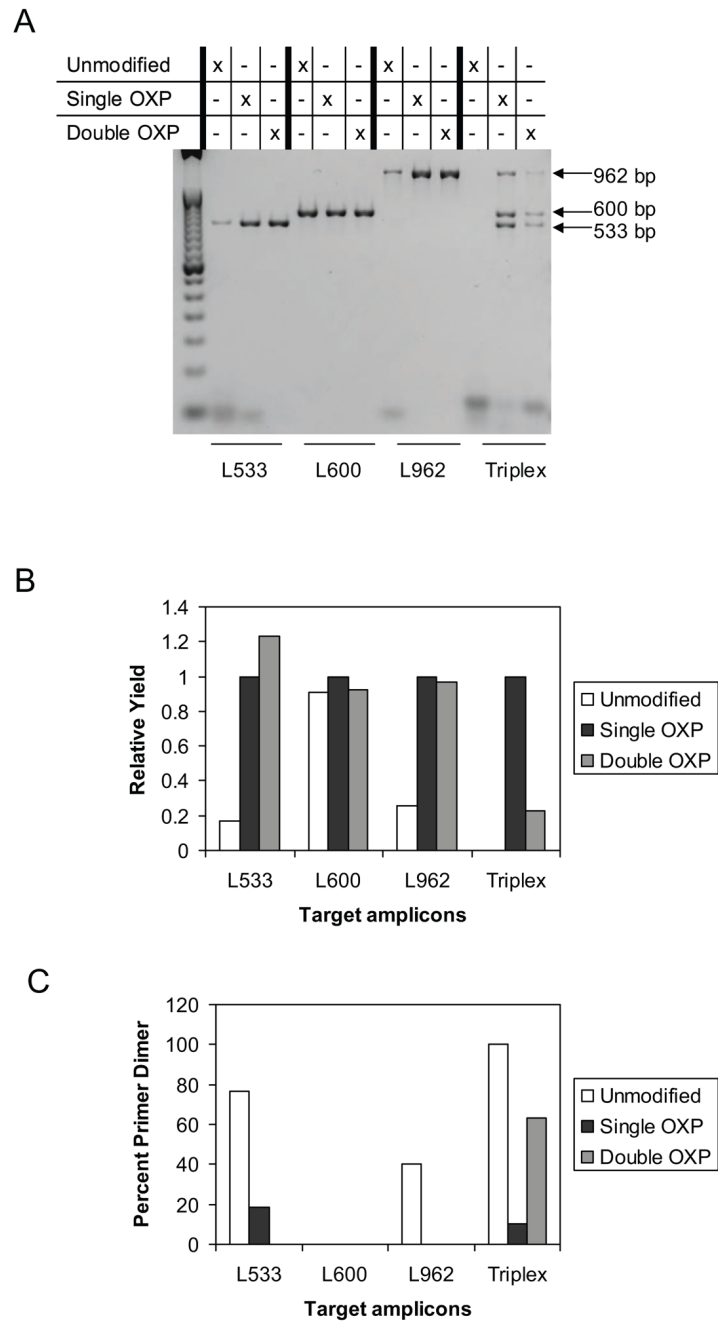 A
Unmodified x - - x - - x - - x - -
Single OXP - x - - x - - x - - x -
Double OXP - - x - - x - - x - - x
962 bp
600 bp
533 bp
L533 L600 L962 Triplex
B
1.4
1.2
1
0.8
0.6
0.4
0.2
0
Relative Yield
L533 L600 L962 Triplex
Target amplicons
Unmodified
Single OXP
Double OXP
C
120
100
80
60
40
20
0
Percent Primer Dimer
L533 L600 L962 Triplex
Target amplicons
Unmodified
Single OXP
Double OXP